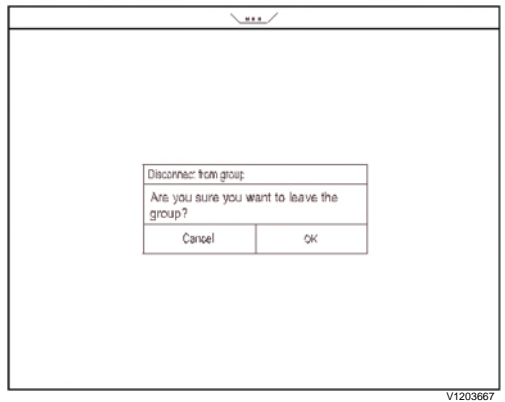 Disconnect from group
Are you sure you want to leave the
group?
Cancel
OK
V1203667